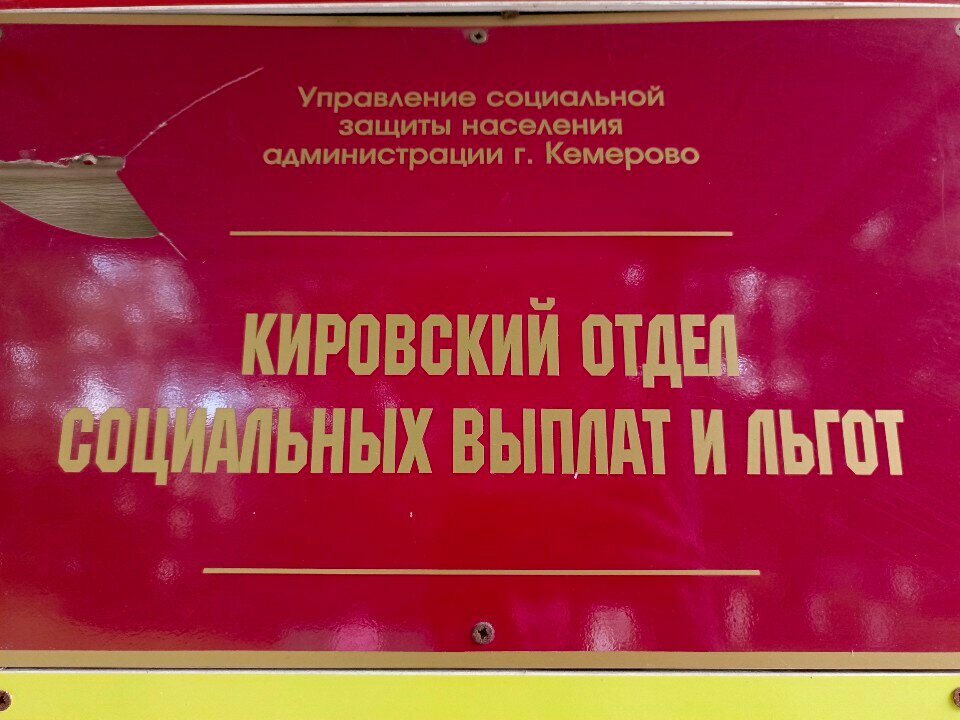 Управление социальной
защиты населения
администрации г. Кемерово
КИРОВСКИЙ ОТДЕЛ
СОЦИАЛЬНЫХ ВЫПЛАТ И ЛЬГОТ